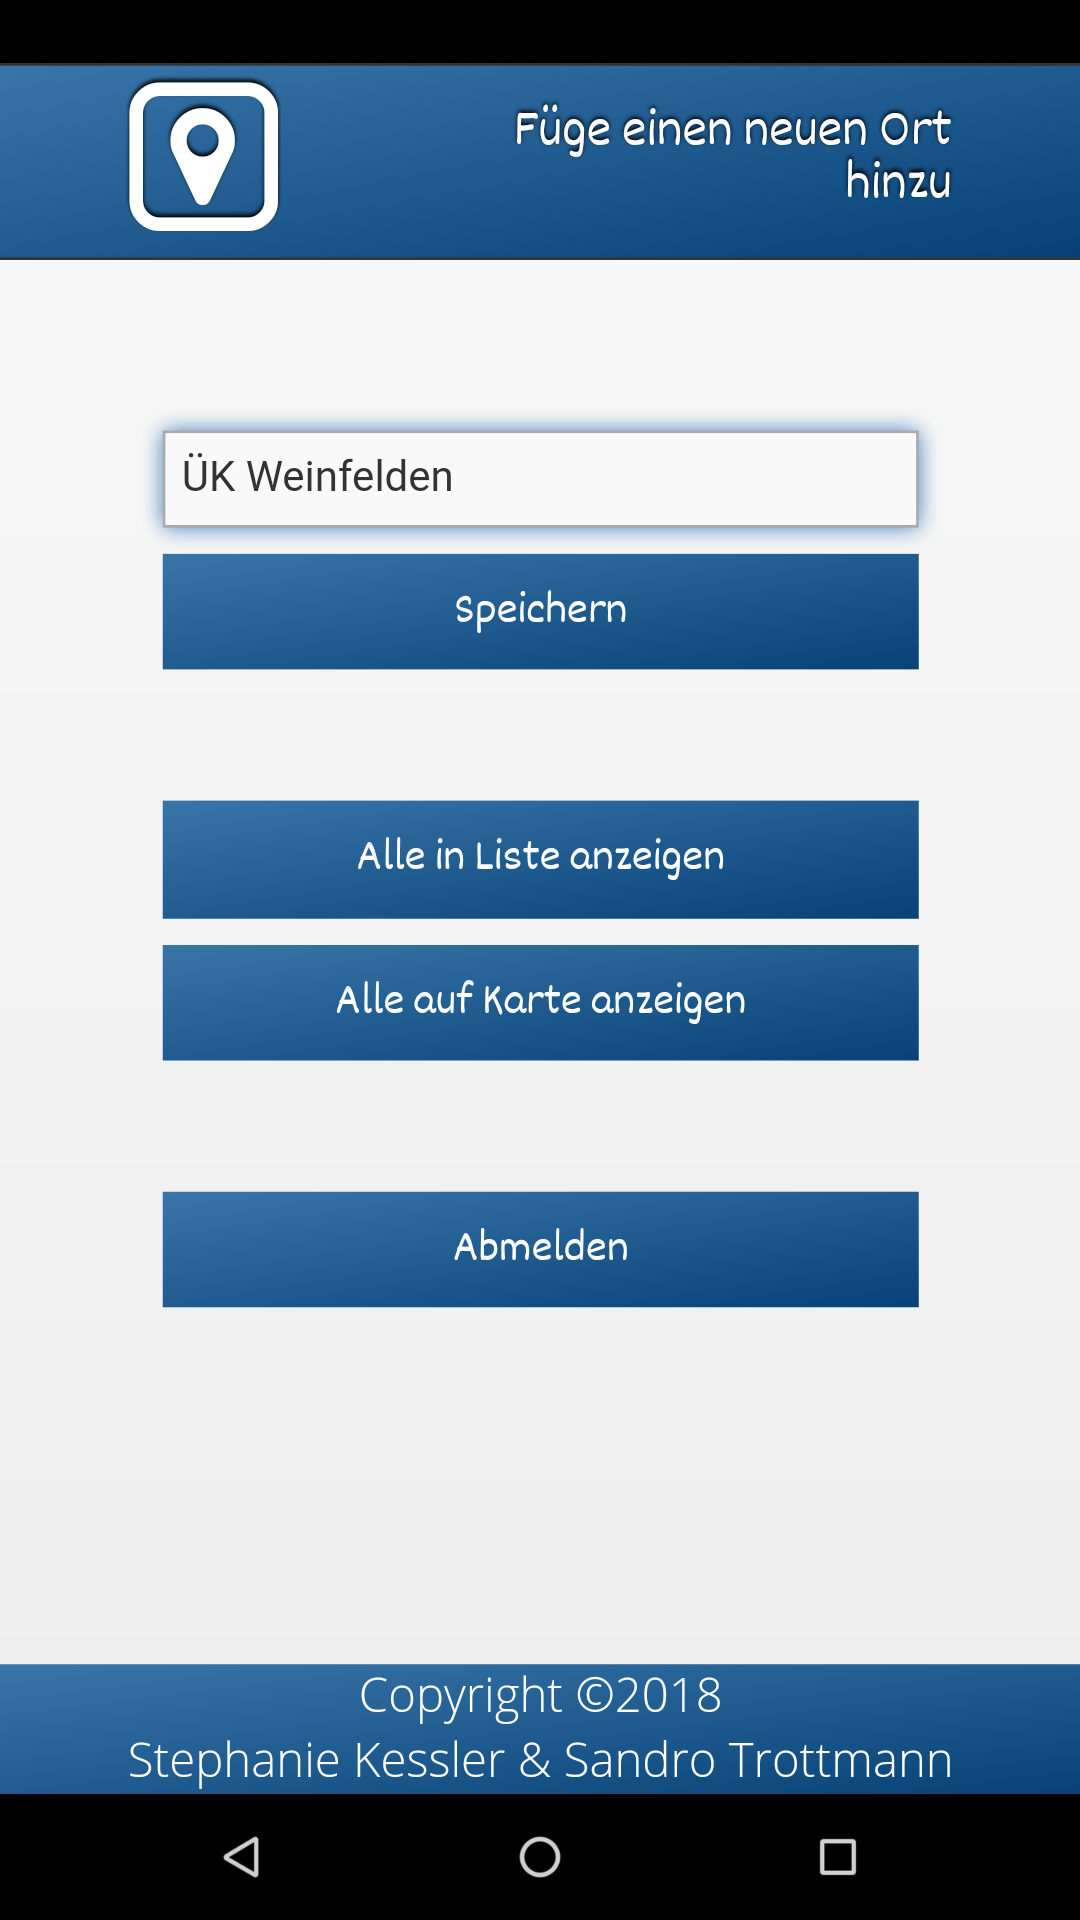 Füge einen neuen Ort
hinzu
ÜK Weinfelden
Speichern
Alle in Liste anzeigen
Alle auf Karte anzeigen
Abmelden
Copyright ©2018
Stephanie Kessler & Sandro Trottmann